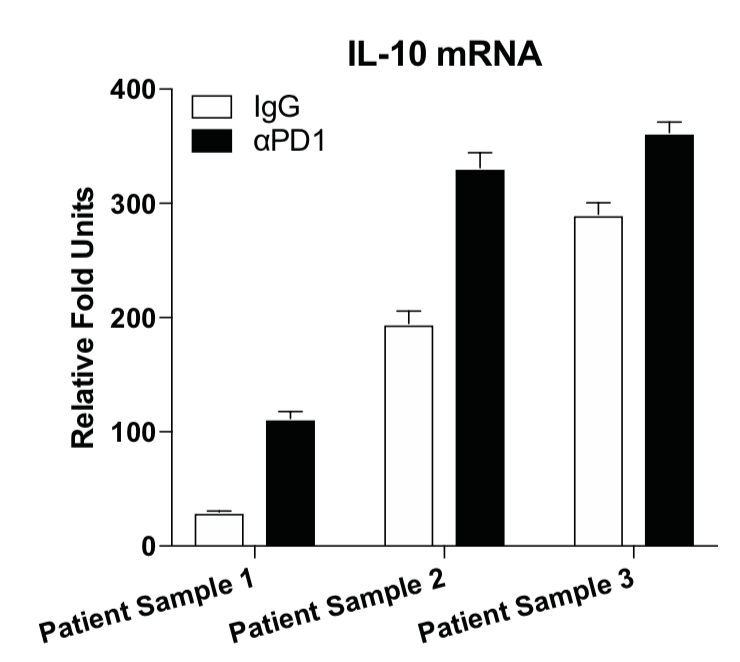 IL-10 mRNA
IgG
αPD1
Relative Fold Units
400
300
200
100
0
Patient Sample 1
Patient Sample 2
Patient Sample 3